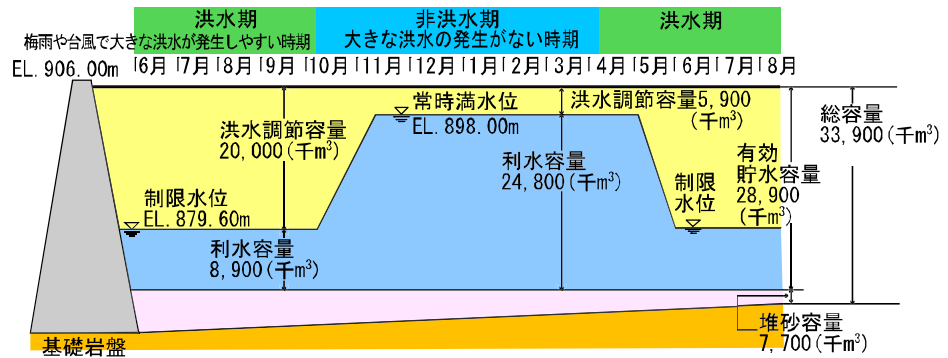 洪水期
梅雨や台風で大きな洪水が発生しやすい時期
非洪水期
大きな洪水の発生がない時期
洪水期
EL.906.00m
6月 7月 8月 9月 10月 11月 12月 1月 2月 3月 4月 5月 6月 7月 8月
洪水調節容量
20,000(千m³)
常時満水位
EL.898.00m
洪水調節容量5,900
(千m³)
総容量
33,900(千m³)
利水容量
24,800(千m³)
有効
貯水容量
28,900
(千m³)
制限水位
EL.879.60m
制限
水位
利水容量
8,900(千m³)
堆砂容量
7,700(千m³)
基礎岩盤